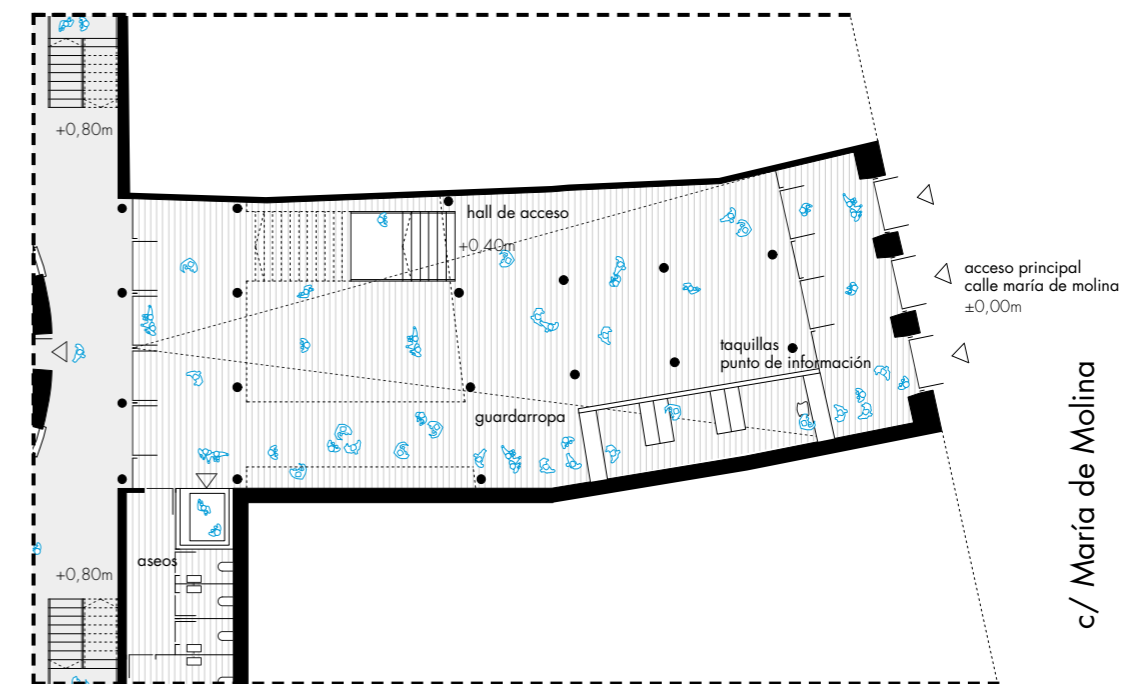 +0,80m
hall de acceso
+0,40m
acceso principal
calle maría de molina
±0,00m
taquillas
punto de información
guardarropa
aseos
+0,80m
c/ María de Molina